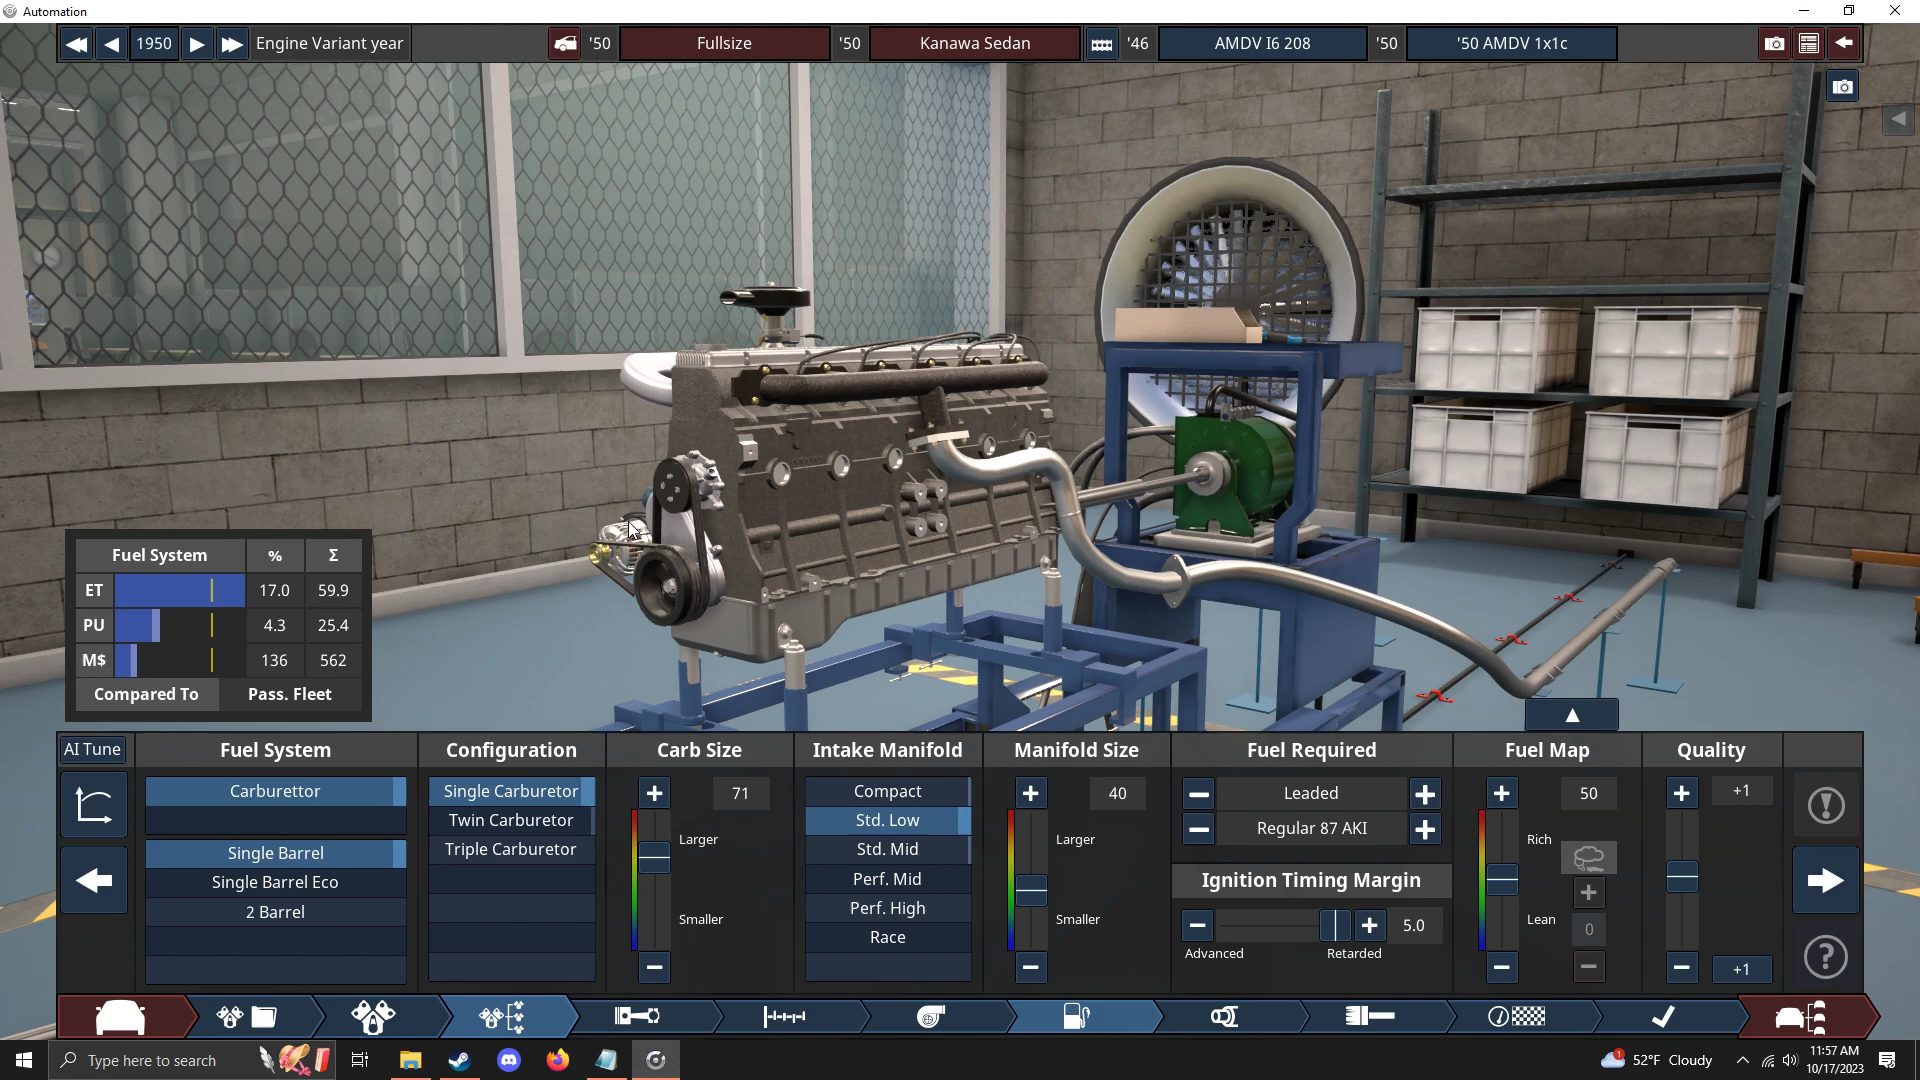 Automation
1950 Engine Variant year '50 Fullsize '50 Kanawa Sedan '46 AMDV I6 208 '50 '50 AMDV 1x1c
Fuel System % Σ
ET 17.0 59.9
PU 4.3 25.4
M$ 136 562
Compared To Pass. Fleet
AI Tune
Fuel System
Carburettor
Single Barrel
Single Barrel Eco
2 Barrel
Configuration
Single Carburetor
Twin Carburetor
Triple Carburetor
Carb Size
71
Larger
Smaller
Intake Manifold
Compact
Std. Low
Std. Mid
Perf. Mid
Perf. High
Race
Manifold Size
40
Larger
Smaller
Fuel Required
Leaded
Regular 87 AKI
Ignition Timing Margin
5.0
Advanced Retarded
Fuel Map
50
Rich
Lean
0
Quality
+1
+1
Type here to search
1
52°F Cloudy
11:57 AM
10/17/2023